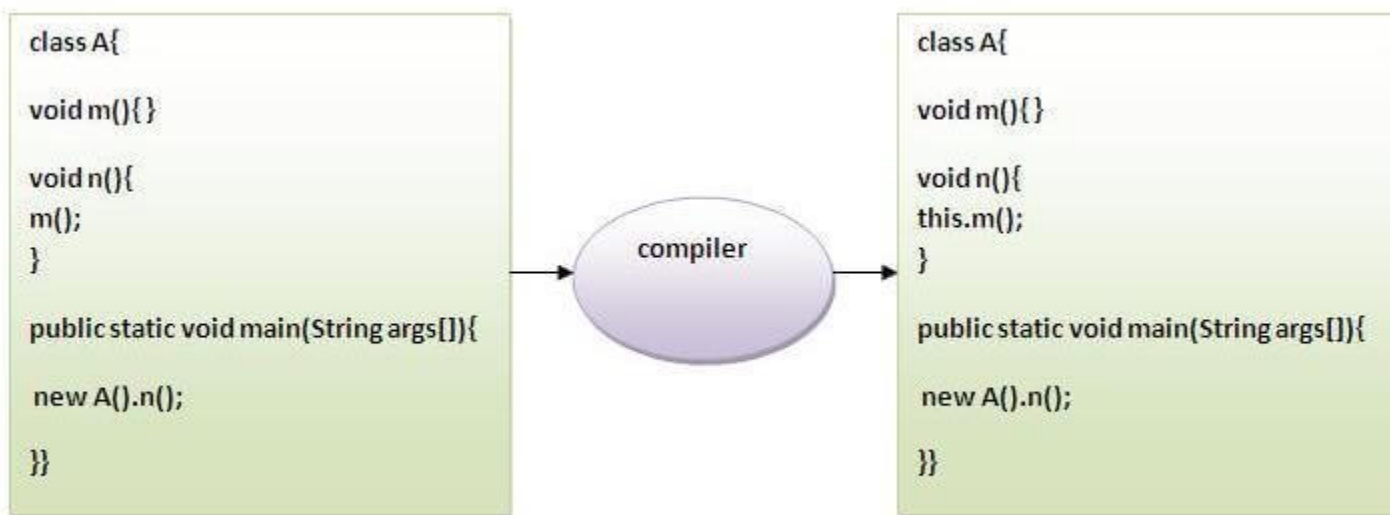 class A{
void m(){ }
void n(){
m();
}
public static void main(String args[]){
new A().n();
}}
compiler
class A{
void m(){ }
void n(){
this.m();
}
public static void main(String args[]){
new A().n();
}}